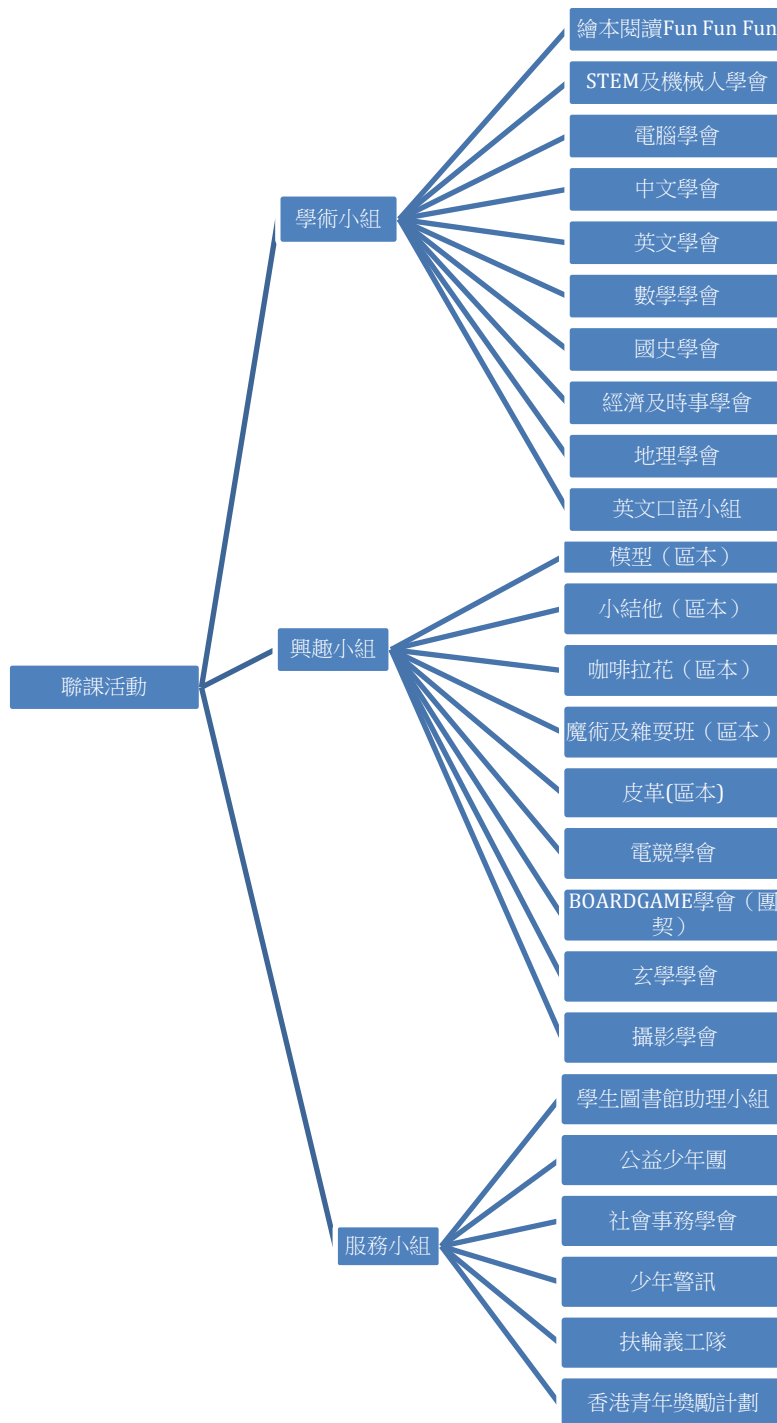 聯課活動
學術小組
繪本閱讀Fun Fun Fun
STEM及機械人學會
電腦學會
中文學會
英文學會
數學學會
國史學會
經濟及時事學會
地理學會
英文口語小組
興趣小組
模型（區本）
小結他（區本）
咖啡拉花（區本）
魔術及雜耍班（區本）
皮革(區本)
電競學會
BOARDGAME學會（團
契）
玄學學會
攝影學會
服務小組
學生圖書館助理小組
公益少年團
社會事務學會
少年警訊
扶輪義工隊
香港青年獎勵計劃